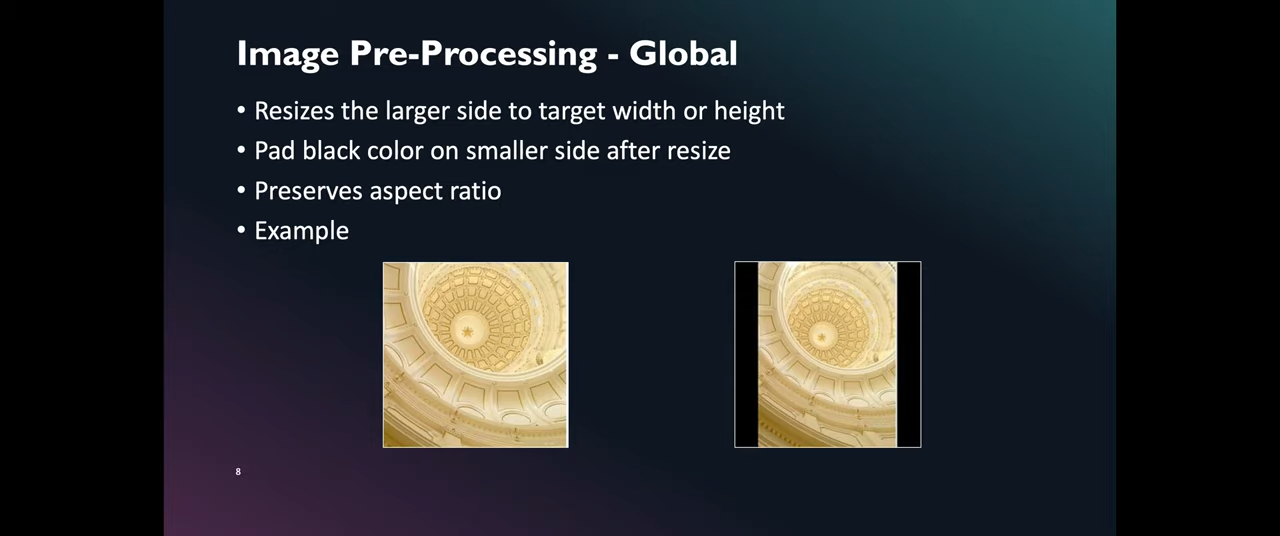 Image Pre-Processing - Global
• Resizes the larger side to target width or height
• Pad black color on smaller side after resize
• Preserves aspect ratio
• Example
8